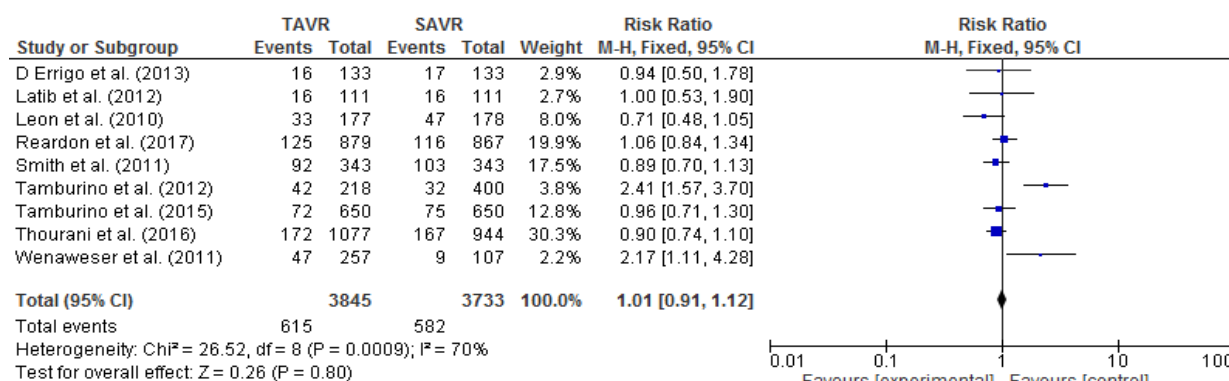 TAVR SAVR Risk Ratio Risk Ratio
Study or Subgroup Events Total Events Total Weight M-H, Fixed, 95% CI M-H, Fixed, 95% CI
D Errigo et al. (2013) 16 133 17 133 2.9% 0.94 [0.50, 1.78]
Latib et al. (2012) 16 111 16 111 2.7% 1.00 [0.53, 1.90]
Leon et al. (2010) 33 177 47 178 8.0% 0.71 [0.48, 1.05]
Reardon et al. (2017) 125 879 116 867 19.9% 1.06 [0.84, 1.34]
Smith et al. (2011) 92 343 103 343 17.5% 0.89 [0.70, 1.13]
Tamburino et al. (2012) 42 218 32 400 3.8% 2.41 [1.57, 3.70]
Tamburino et al. (2015) 72 650 75 650 12.8% 0.96 [0.71, 1.30]
Thourani et al. (2016) 172 1077 167 944 30.3% 0.90 [0.74, 1.10]
Wenaweser et al. (2011) 47 257 9 107 2.2% 2.17 [1.11, 4.28]
Total (95% CI) 3845 3733 100.0% 1.01 [0.91, 1.12]
Total events 615 582
Heterogeneity: Chi² = 26.52, df = 8 (P = 0.0009); I² = 70%
Test for overall effect: Z = 0.26 (P = 0.80)
0.01 0.1 1 10 100
Favours [experimental] Favours [control]